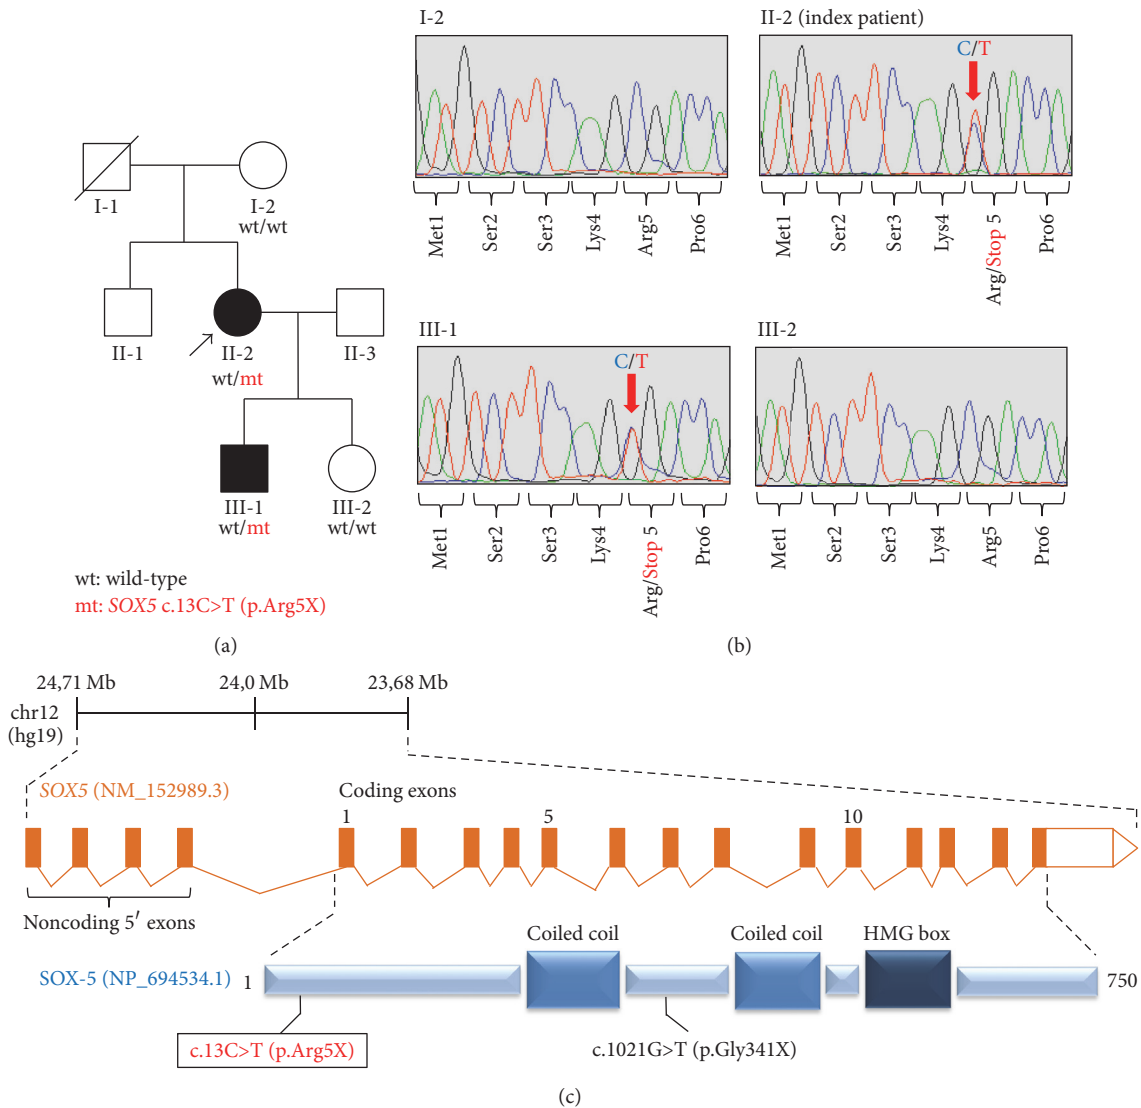 I-1
I-2
wt/wt
II-1
II-2
wt/mt
II-3
III-1
wt/mt
III-2
wt/wt
wt: wild-type
mt: SOX5 c.13C>T (p.Arg5X)
(a)
I-2
Met1
Ser2
Ser3
Lys4
Arg5
Pro6
II-2 (index patient)
C/T
Met1
Ser2
Ser3
Lys4
Arg/Stop 5
Pro6
III-1
C/T
Met1
Ser2
Ser3
Lys4
Arg/Stop 5
Pro6
III-2
Met1
Ser2
Ser3
Lys4
Arg5
Pro6
(b)
24,71 Mb
24,0 Mb
23,68 Mb
chr12
(hg19)
SOX5 (NM_152989.3)
Coding exons
1
5
10
Noncoding 5′ exons
Coiled coil
Coiled coil
HMG box
SOX-5 (NP_694534.1)
1
750
c.13C>T (p.Arg5X)
c.1021G>T (p.Gly341X)
(c)